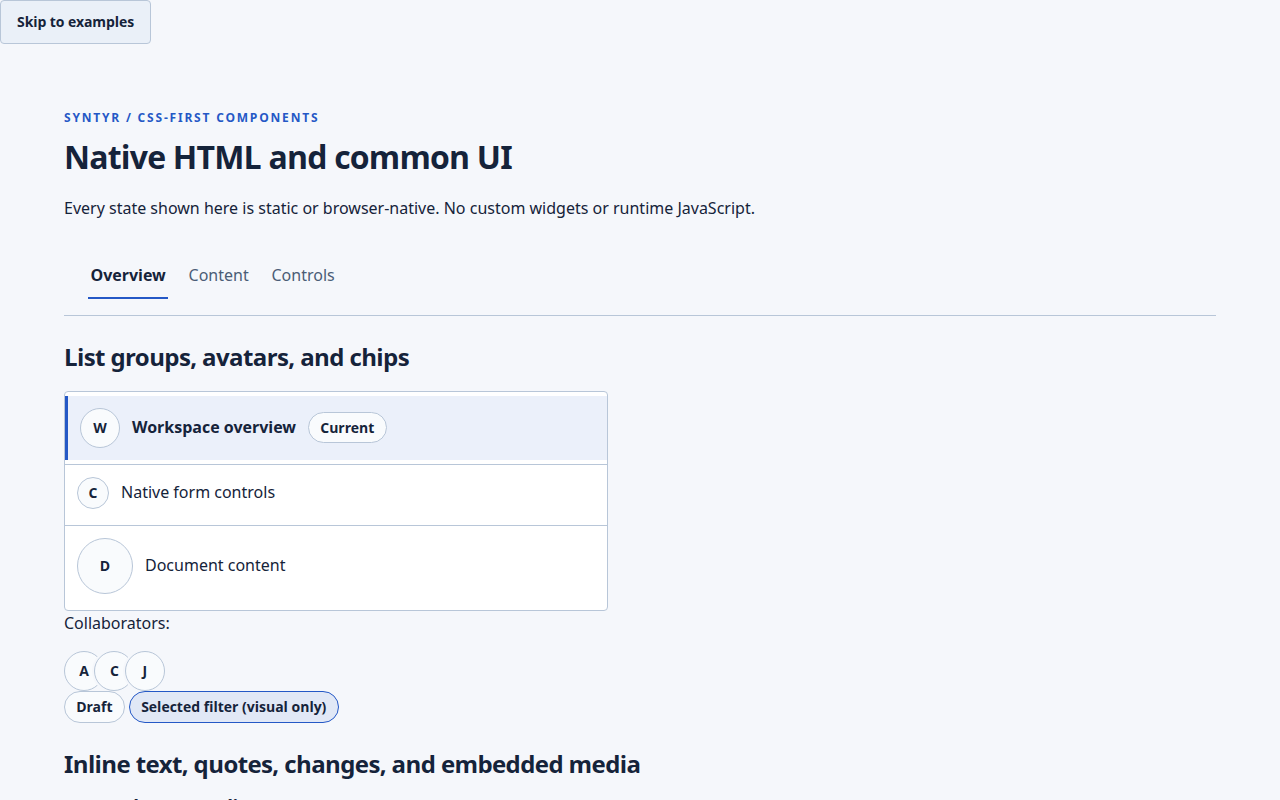 Skip to examples
SYNTYR / CSS-FIRST COMPONENTS
Native HTML and common UI
Every state shown here is static or browser-native. No custom widgets or runtime JavaScript.
Overview Content Controls
List groups, avatars, and chips
W Workspace overview Current
C Native form controls
D Document content
Collaborators:
A C J
Draft Selected filter (visual only)
Inline text, quotes, changes, and embedded media